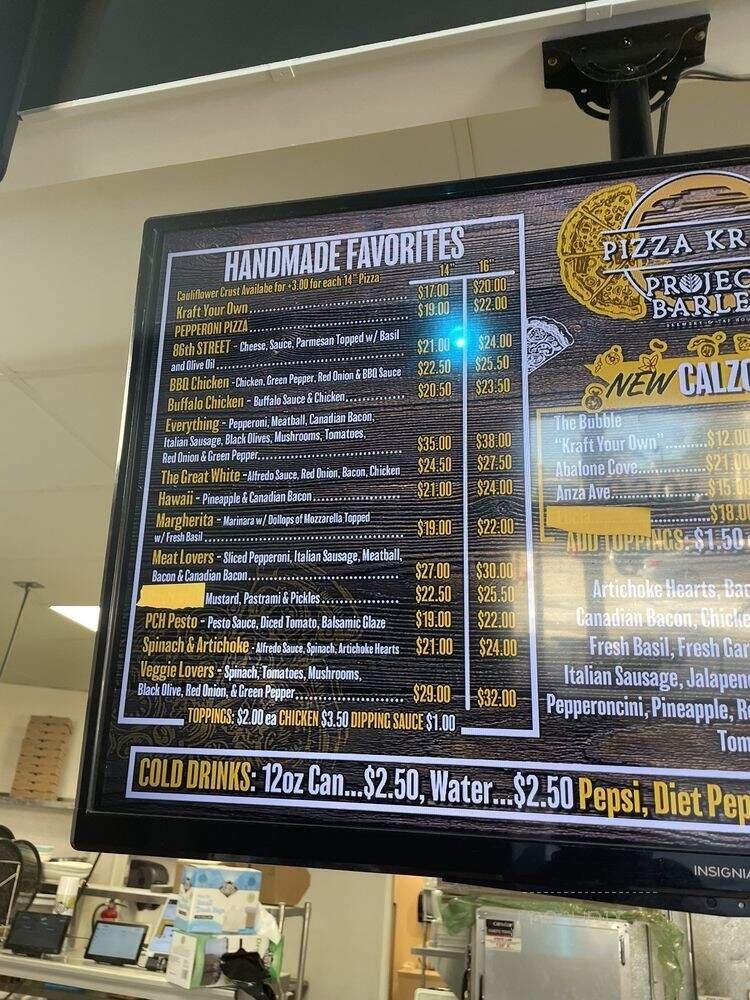 HANDMADE FAVORITES
14" 16"
Cauliflower Crust Availabe for +3.00 for each 14" Pizza
Kraft Your Own $17.00 $20.00
PEPPERONI PIZZA $19.00 $22.00
86th STREET - Cheese, Sauce, Parmesan Topped w/ Basil
and Olive Oil $21.00 $24.00
BBQ Chicken - Chicken, Green Pepper, Red Onion & BBQ Sauce $22.50 $25.50
Buffalo Chicken - Buffalo Sauce & Chicken $20.50 $23.50
Everything - Pepperoni, Meatball, Canadian Bacon,
Italian Sausage, Black Olives, Mushrooms, Tomatoes,
Red Onion & Green Pepper $35.00 $38.00
The Great White - Alfredo Sauce, Red Onion, Bacon, Chicken $24.50 $27.50
Hawaii - Pineapple & Canadian Bacon $21.00 $24.00
Margherita - Marinara w/ Dollops of Mozzarella Topped
w/ Fresh Basil $19.00 $22.00
Meat Lovers - Sliced Pepperoni, Italian Sausage, Meatball,
Bacon & Canadian Bacon $27.00 $30.00
Mustard, Pastrami & Pickles $22.50 $25.50
PCH Pesto - Pesto Sauce, Diced Tomato, Balsamic Glaze $19.00 $22.00
Spinach & Artichoke - Alfredo Sauce, Spinach, Artichoke Hearts $21.00 $24.00
Veggie Lovers - Spinach, Tomatoes, Mushrooms,
Black Olive, Red Onion, & Green Pepper $29.00 $32.00
TOPPINGS: $2.00 ea CHICKEN $3.50 DIPPING SAUCE $1.00
COLD DRINKS: 12oz Can...$2.50, Water...$2.50 Pepsi, Diet Pep
PIZZA KR
PROJEC
BARLE
NEW CALZO
The Bubble
"Kraft Your Own" $12.00
Abalone Cove $21.00
Anza Ave $15.0
$18.00
ADD TOPPINGS: $1.50
Artichoke Hearts, Bac
Canadian Bacon, Chicke
Fresh Basil, Fresh Gar
Italian Sausage, Jalapen
Pepperoncini, Pineapple, R
Tom
INSIGNIA